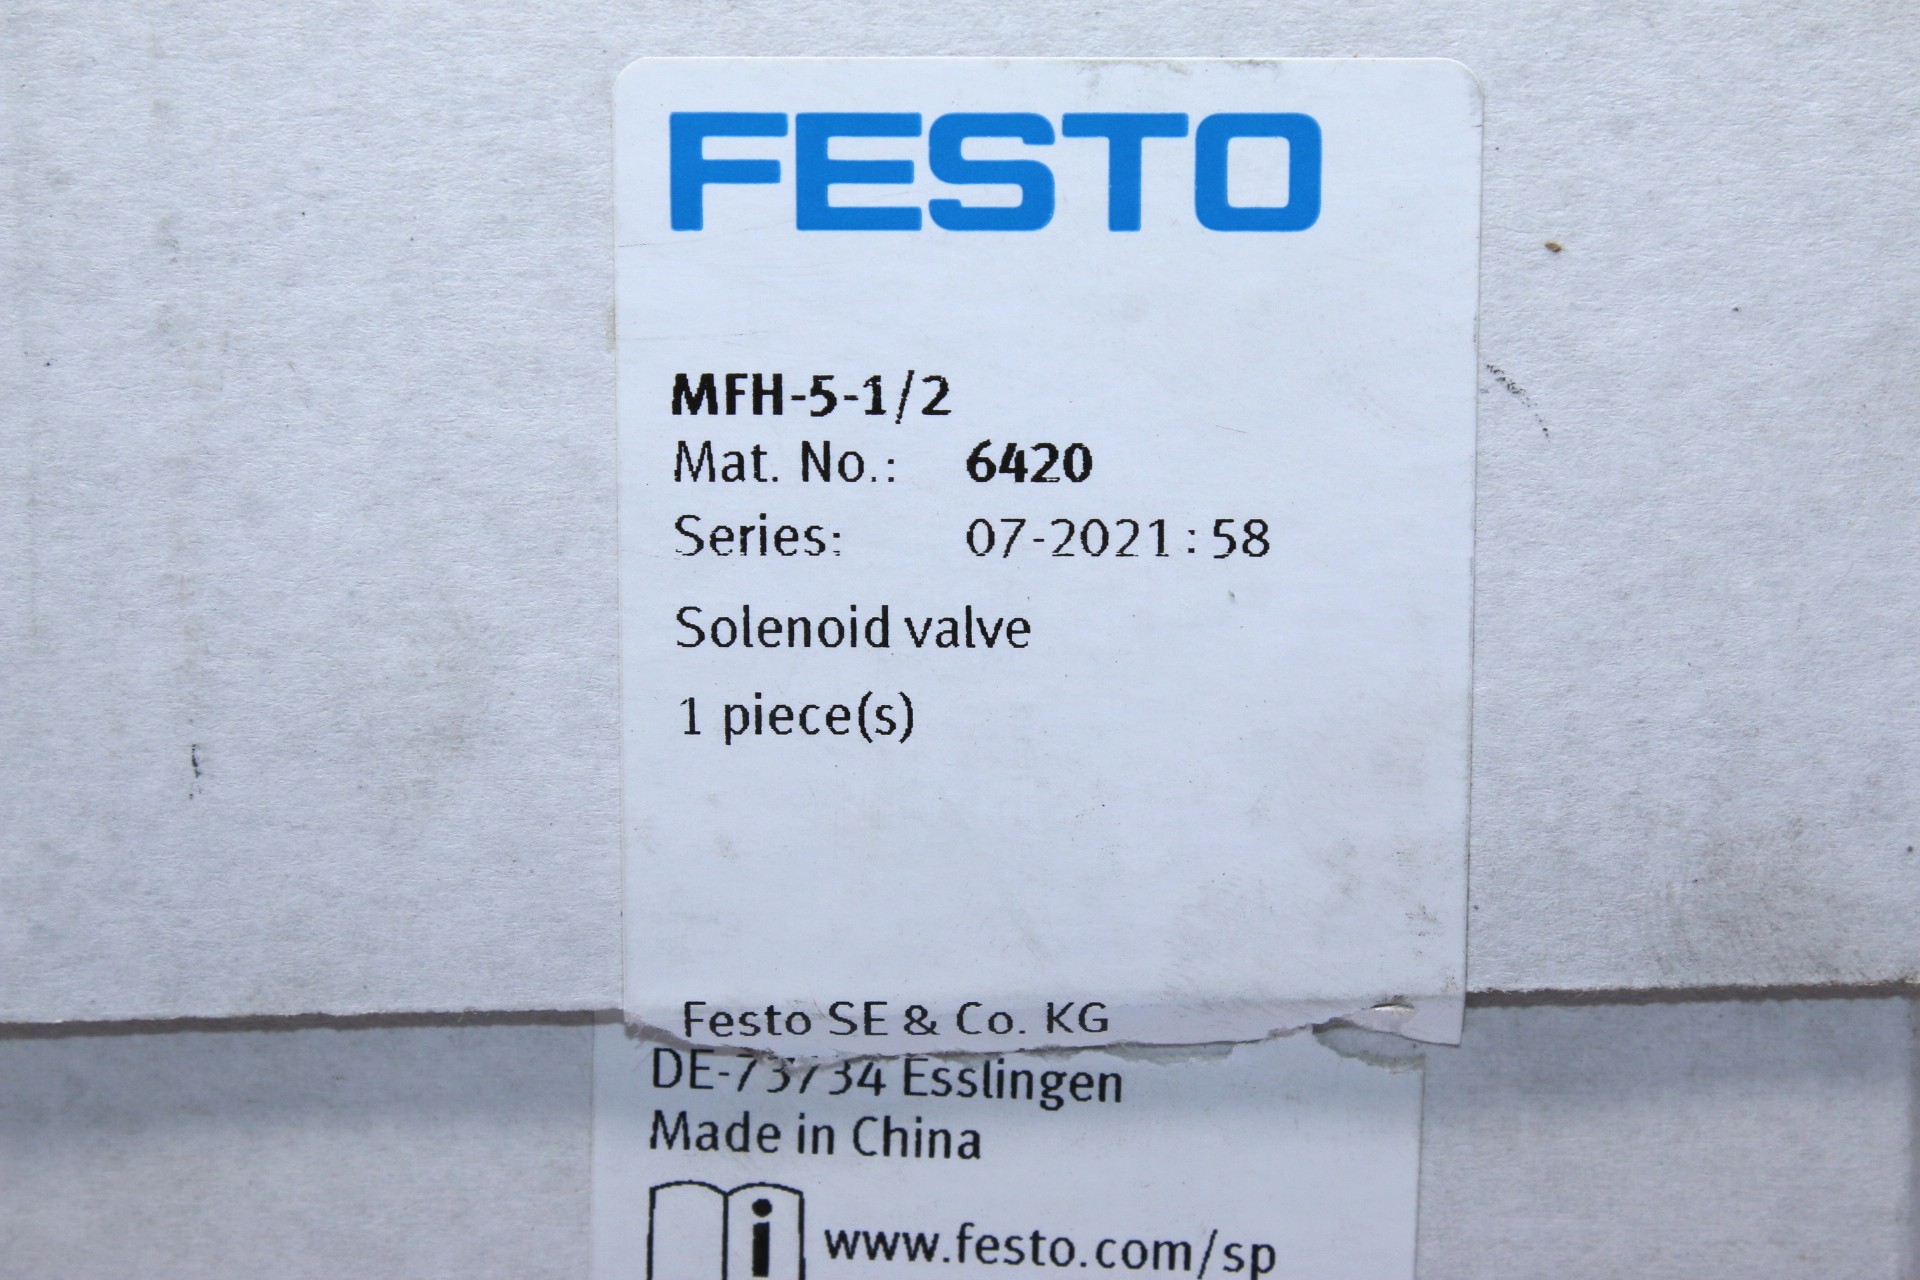 FESTO
MFH-5-1/2
Mat. No.: 6420
Series: 07-2021:58
Solenoid valve
1 piece(s)
Festo SE & Co. KG
DE-73734 Esslingen
Made in China
i www.festo.com/sp